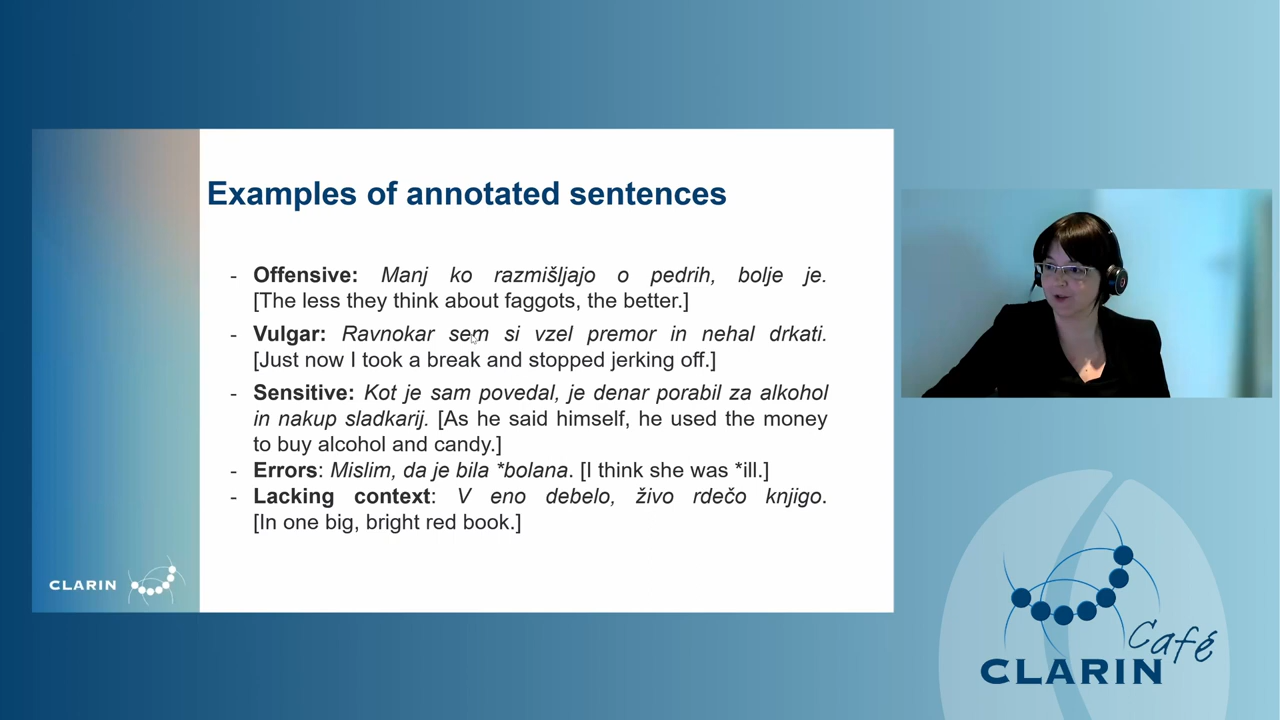 Examples of annotated sentences
- Offensive: Manj ko razmišljajo o pedrih, bolje je.
[The less they think about faggots, the better.]
- Vulgar: Ravnokar sem si vzel premor in nehal drkati.
[Just now I took a break and stopped jerking off.]
- Sensitive: Kot je sam povedal, je denar porabil za alkohol
in nakup sladkarij. [As he said himself, he used the money
to buy alcohol and candy.]
- Errors: Mislim, da je bila *bolana. [I think she was *ill.]
- Lacking context: V eno debelo, živo rdečo knjigo.
[In one big, bright red book.]
CLARIN
Café
CLARIN